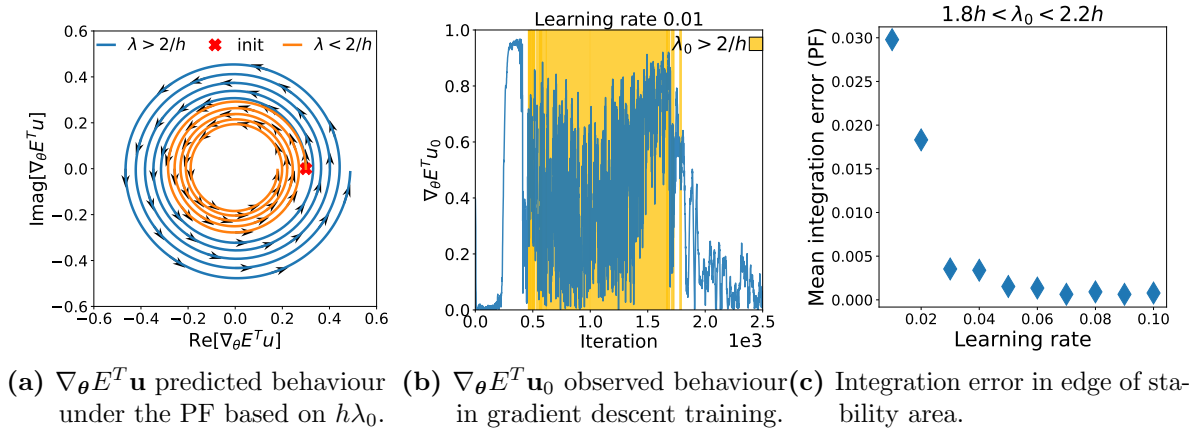 λ > 2/h init λ < 2/h
0.6
0.4
0.2
0.0
−0.2
−0.4
−0.6
Imag[∇θE^T u]
−0.6 −0.4 −0.2 0.0 0.2 0.4 0.6
Re[∇θE^T u]
Learning rate 0.01
λ₀ > 2/h
1.0
0.8
0.6
0.4
0.2
0.0
∇θE^T u₀
0.0 0.5 1.0 1.5 2.0 2.5
Iteration 1e3
1.8h < λ₀ < 2.2h
0.030
0.025
0.020
0.015
0.010
0.005
0.000
Mean integration error (PF)
0.02 0.04 0.06 0.08 0.10
Learning rate
(a) ∇θE^T u predicted behaviour
under the PF based on hλ₀.
(b) ∇θE^T u₀ observed behaviour
in gradient descent training.
(c) Integration error in edge of sta-
bility area.